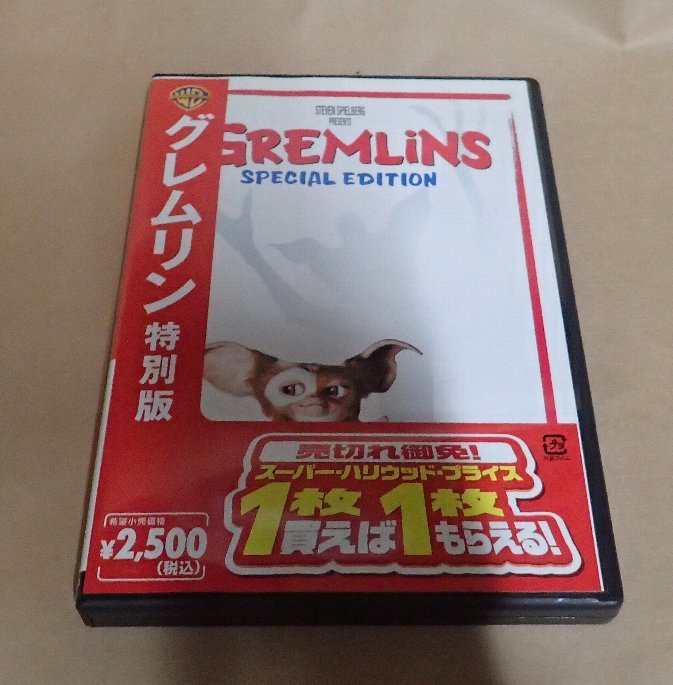 WB
グレムリン 特別版
STEVEN SPIELBERG
PRESENTS
GREMLiNS
SPECIAL EDITION
売切れ御免!
スーパー・ハリウッド・プライス
1枚買えば1枚もらえる!
希望小売価格
¥2,500
(税込)